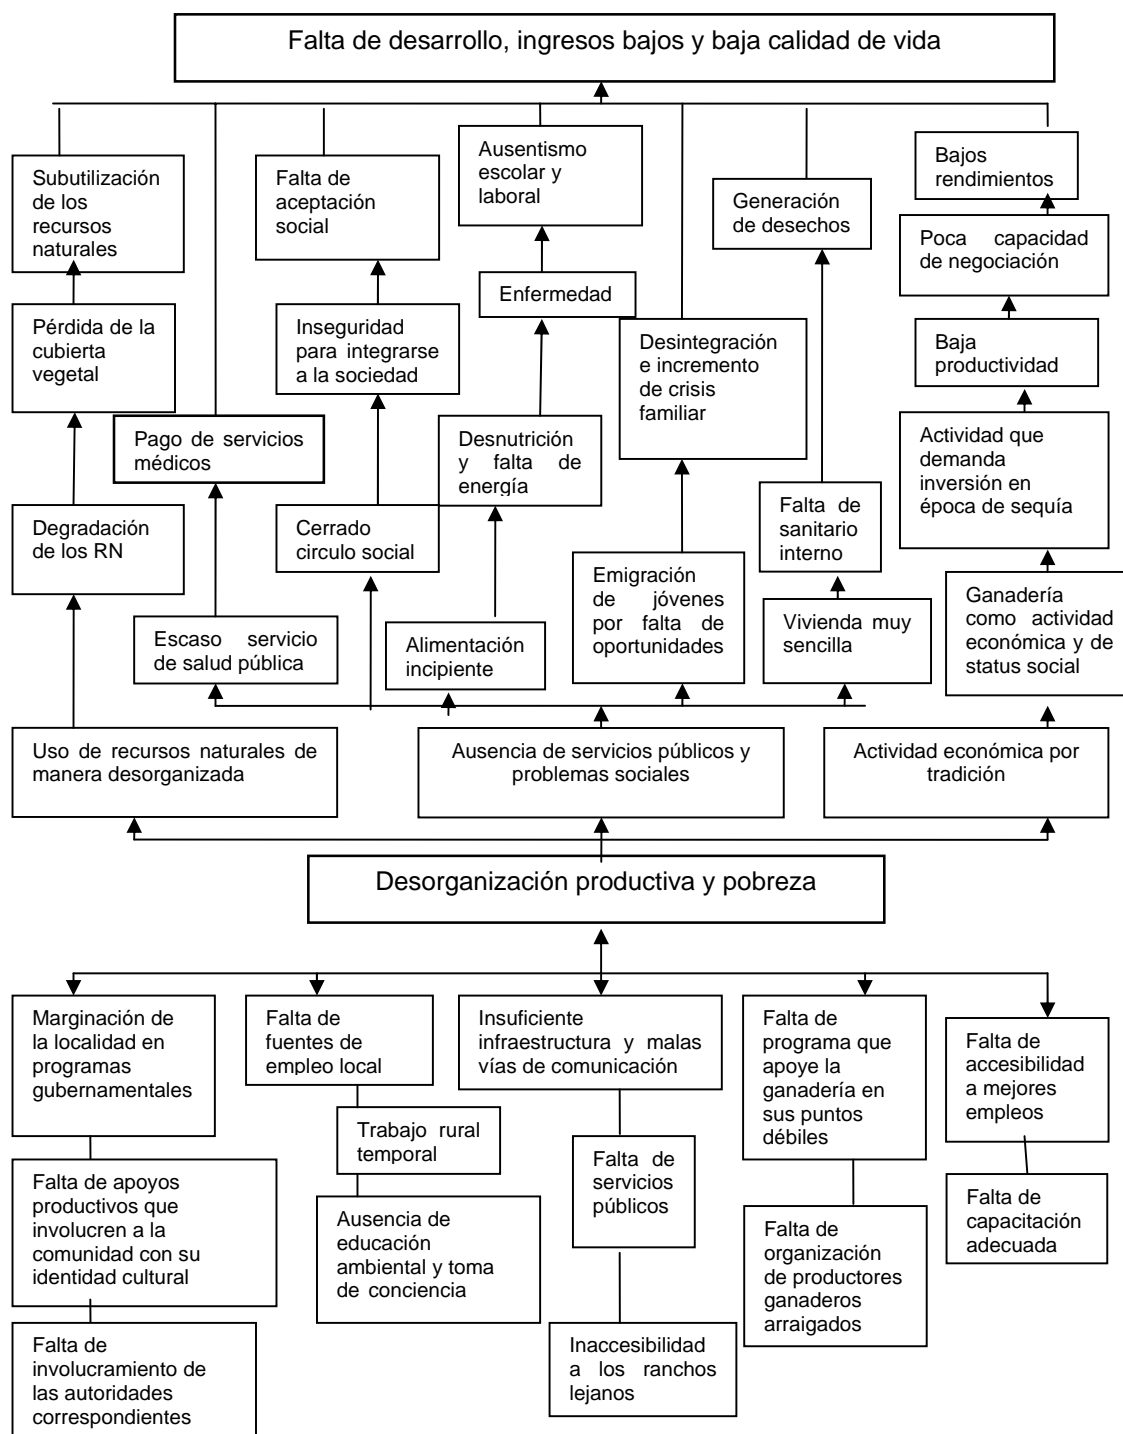 Falta de desarrollo, ingresos bajos y baja calidad de vida
Subutilización
de los
recursos
naturales
Falta de
aceptación
social
Ausentismo
escolar y
laboral
Generación
de desechos
Bajos
rendimientos
Poca capacidad
de negociación
Enfermedad
Pérdida de la
cubierta
vegetal
Inseguridad
para integrarse
a la sociedad
Desintegración
e incremento
de crisis
familiar
Baja
productividad
Pago de servicios
médicos
Desnutrición
y falta de
energía
Actividad que
demanda
inversión en
época de sequía
Degradación
de los RN
Cerrado
circulo social
Falta de
sanitario
interno
Emigración
de jóvenes
por falta de
oportunidades
Ganadería
como actividad
económica y de
status social
Escaso servicio
de salud pública
Alimentación
incipiente
Vivienda muy
sencilla
Uso de recursos naturales de
manera desorganizada
Ausencia de servicios públicos y
problemas sociales
Actividad económica por
tradición
Desorganización productiva y pobreza
Marginación de
la localidad en
programas
gubernamentales
Falta de
fuentes de
empleo local
Insuficiente
infraestructura y malas
vías de comunicación
Falta de
programa que
apoye la
ganadería en
sus puntos
débiles
Falta de
accesibilidad
a mejores
empleos
Trabajo rural
temporal
Falta de
servicios
públicos
Falta de apoyos
productivos que
involucren a la
comunidad con su
identidad cultural
Ausencia de
educación
ambiental y toma
de conciencia
Falta de
organización
de productores
ganaderos
arraigados
Falta de
capacitación
adecuada
Falta de
involucramiento de
las autoridades
correspondientes
Inaccesibilidad
a los ranchos
lejanos